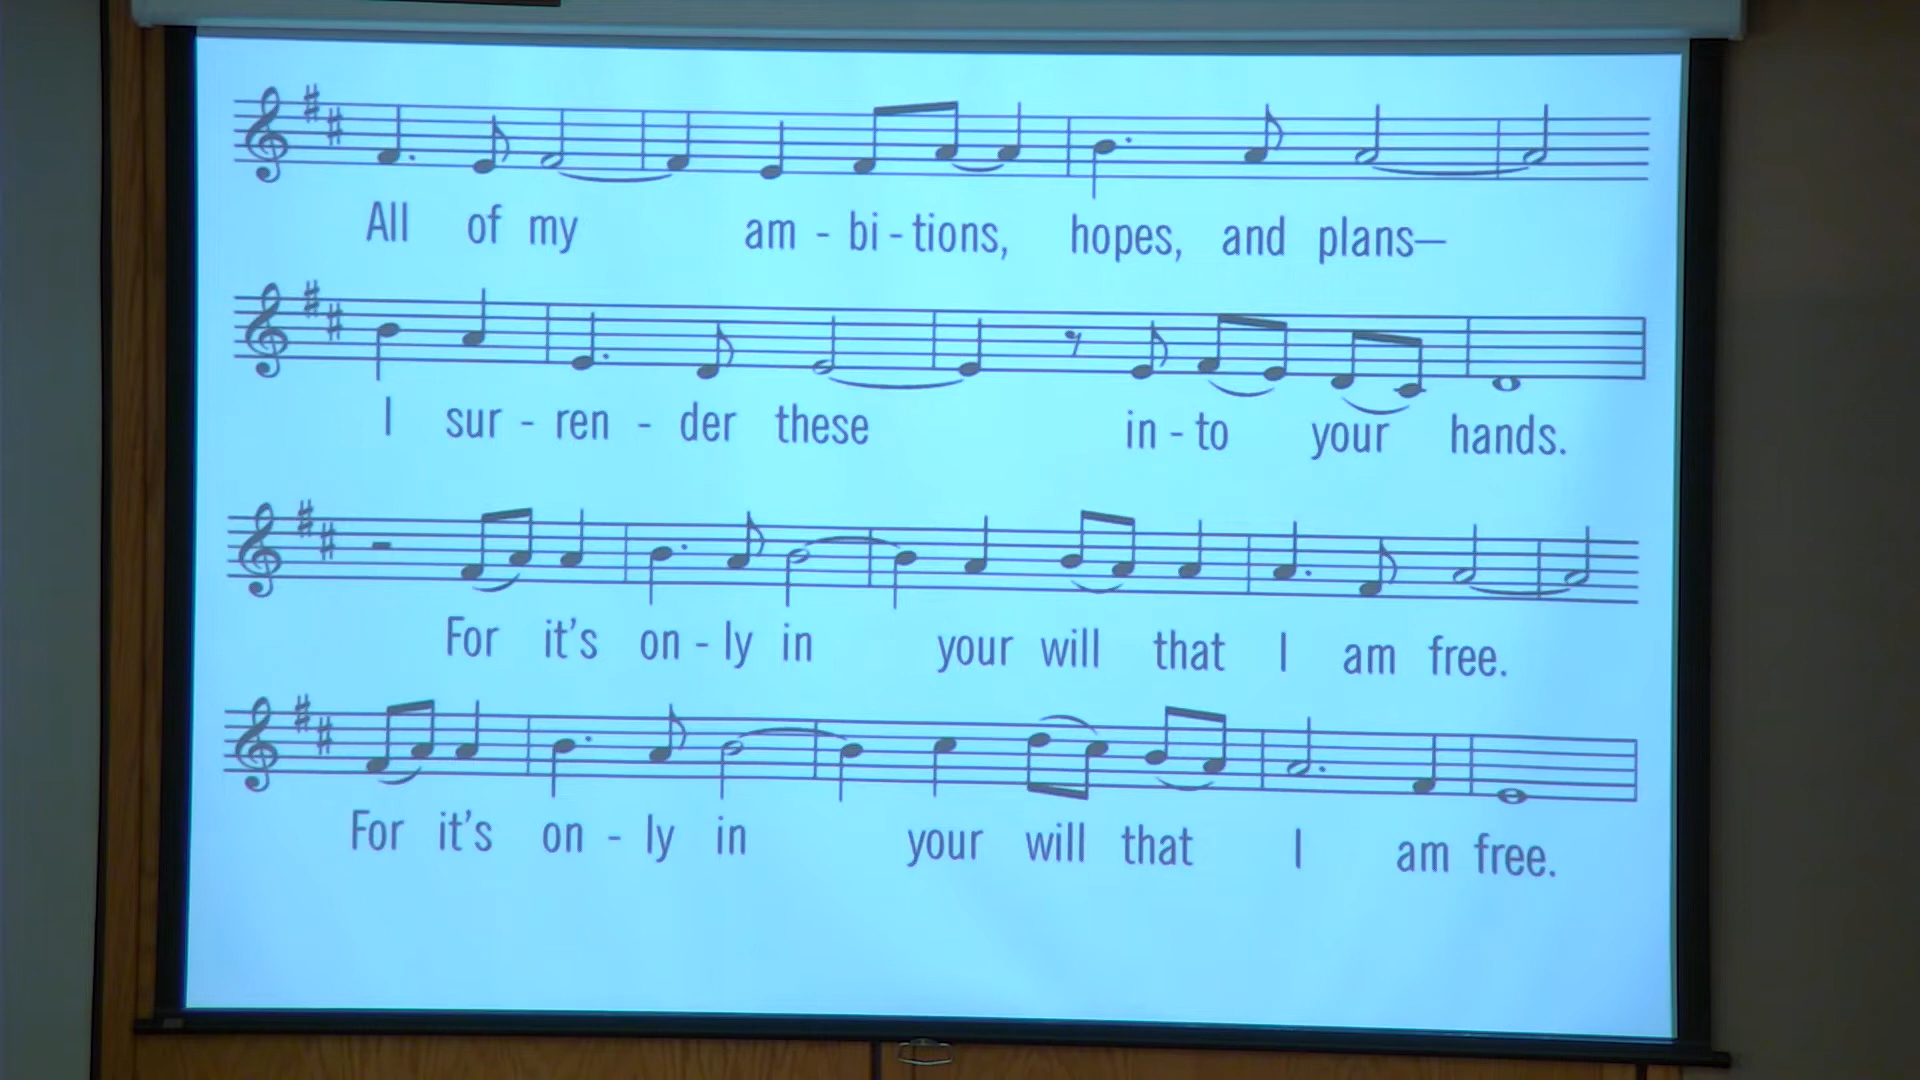 All of my am - bi - tions, hopes, and plans—
I sur - ren - der these in - to your hands.
For it's on - ly in your will that I am free.
For it's on - ly in your will that I am free.